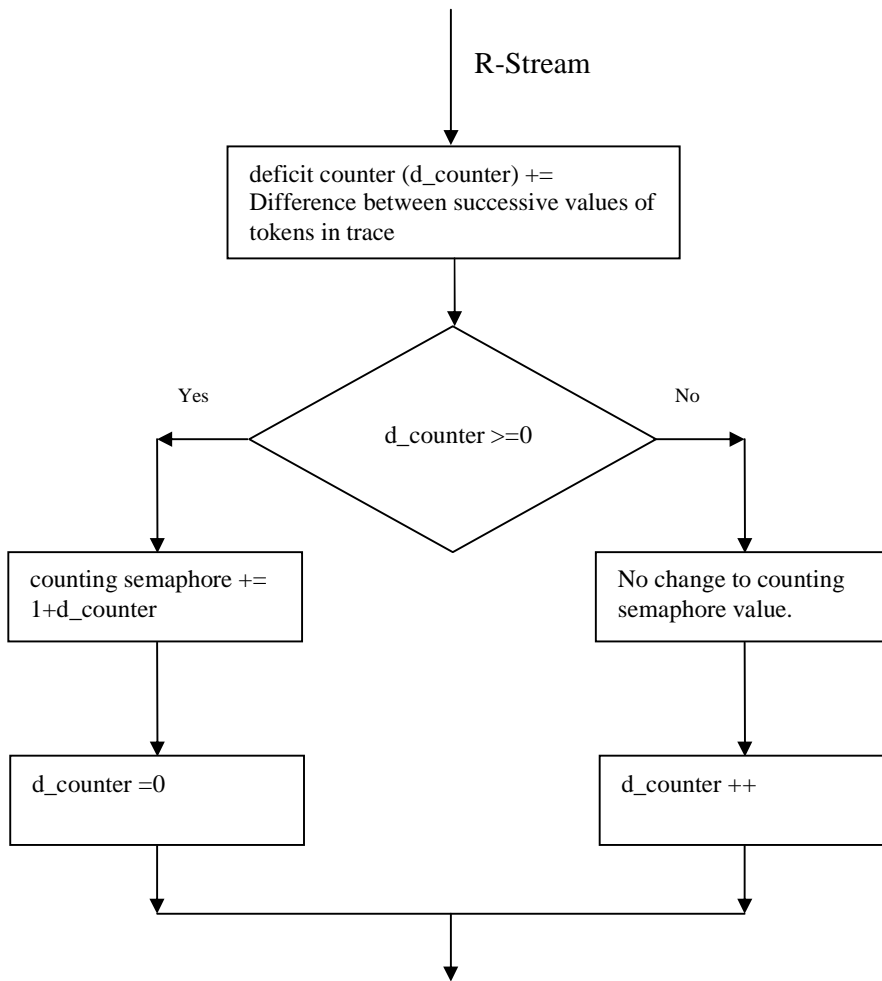 R-Stream
deficit counter (d_counter) +=
Difference between successive values of
tokens in trace
Yes
No
d_counter >=0
counting semaphore +=
1+d_counter
No change to counting
semaphore value.
d_counter =0
d_counter ++